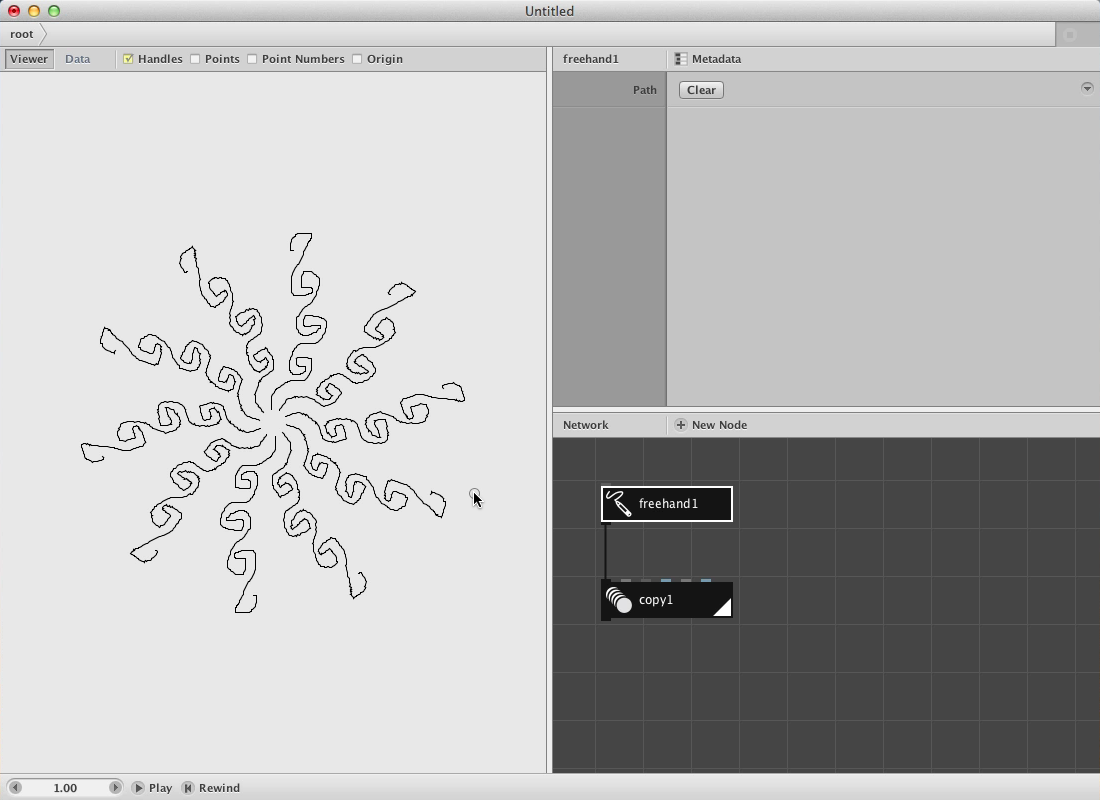 Untitled
root
Viewer Data Handles Points Point Numbers Origin
freehand1 Metadata
Path Clear
Network New Node
freehand1
copy1
1.00 Play Rewind